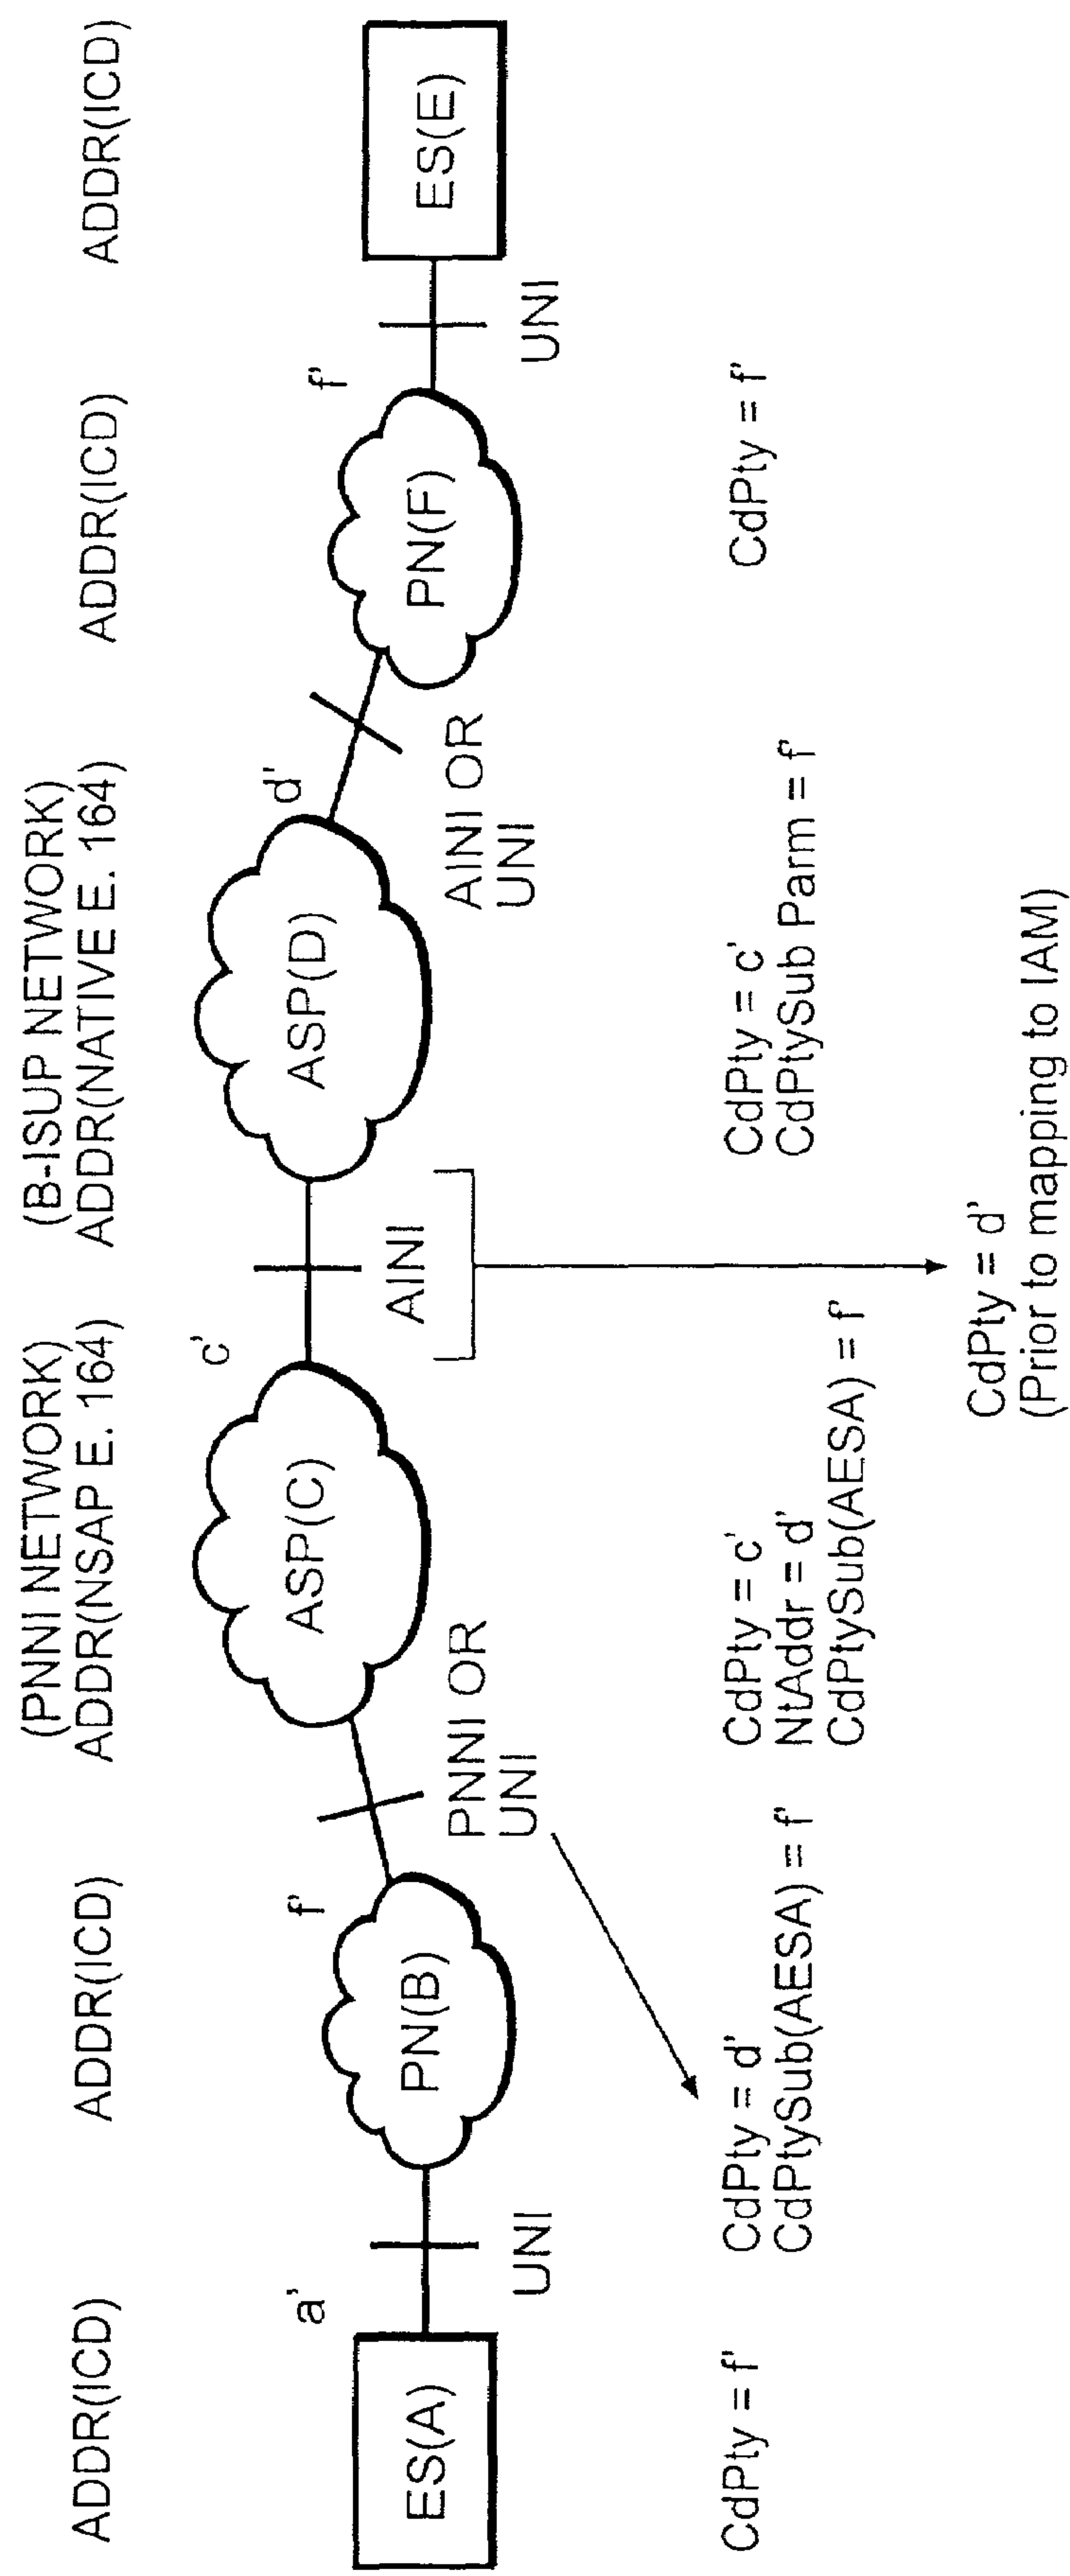 ADDR(ICD)
ADDR(ICD)
(PNNI NETWORK)
ADDR(NSAP E. 164)
(B-ISUP NETWORK)
ADDR(NATIVE E. 164)
ADDR(ICD)
ADDR(ICD)
ES(A)
a'
UNI
PN(B)
f'
PNNI OR
UNI
ASP(C)
c'
AINI
ASP(D)
d'
AINI OR
UNI
PN(F)
f'
UNI
ES(E)
CdPty = f'
CdPty = d'
CdPtySub(AESA) = f'
CdPty = c'
NtAddr = d'
CdPtySub(AESA) = f'
CdPty = c'
CdPtySub Parm = f'
CdPty = f'
CdPty = d'
(Prior to mapping to IAM)